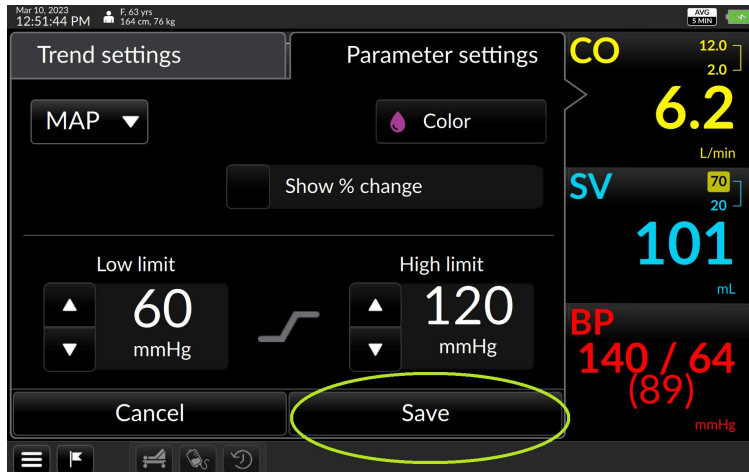 Mar 10, 2023
12:51:44 PM
F, 63 yrs
164 cm, 76 kg
AVG
5 MIN
Trend settings
Parameter settings
MAP
Color
Show % change
Low limit
High limit
60
mmHg
120
mmHg
Cancel
Save
CO
12.0
2.0
6.2
L/min
SV
70
20
101
mL
BP
140 / 64
(89)
mmHg